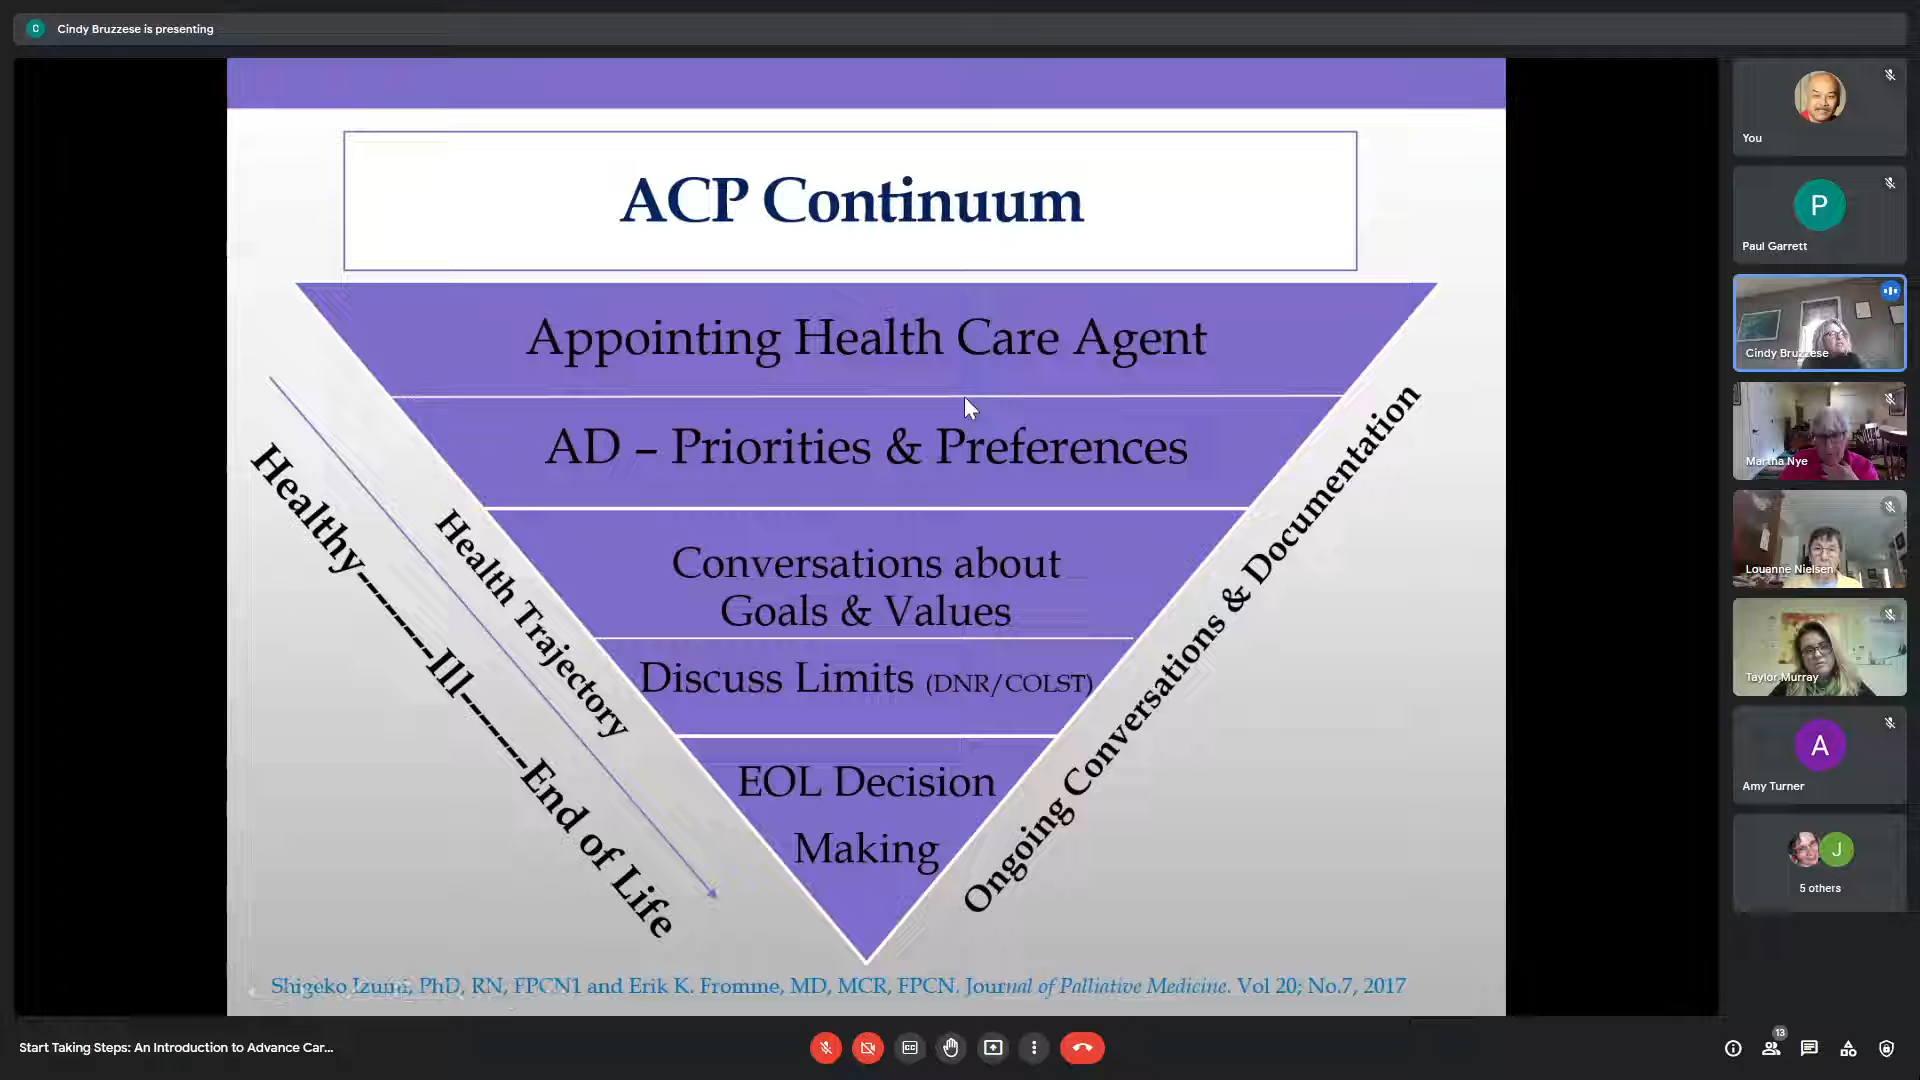 C
Cindy Bruzzese is presenting
ACP Continuum
Appointing Health Care Agent
AD – Priorities & Preferences
Conversations about
Goals & Values
Discuss Limits (DNR/COLST)
EOL Decision
Making
Health Trajectory
Healthy--------Ill-------End of Life
Ongoing Conversations & Documentation
Shigeko Izumi, PhD, RN, FPCN1 and Erik K. Fromme, MD, MCR, FPCN. Journal of Palliative Medicine. Vol 20; No.7, 2017
You
P
Paul Garrett
Cindy Bruzzese
Martha Nye
Louanne Nielsen
Taylor Murray
A
Amy Turner
J
5 others
Start Taking Steps: An Introduction to Advance Car...
CC
13